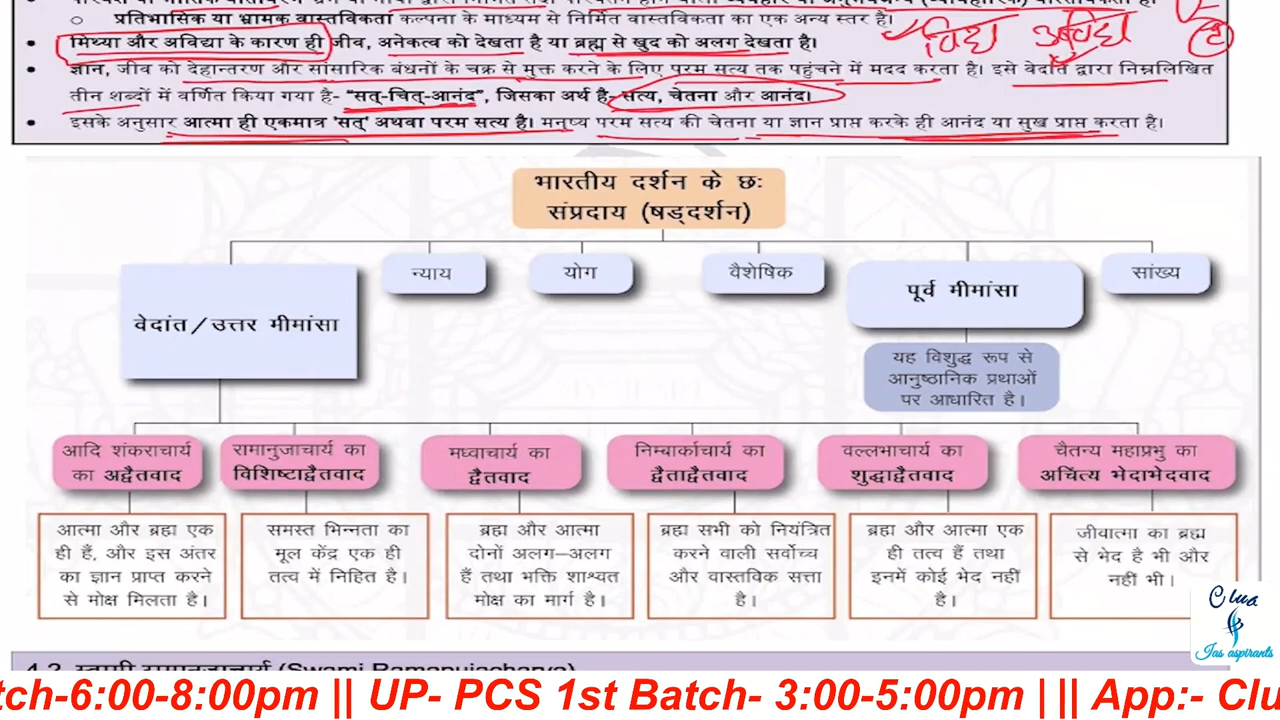 प्रतिभासिक या भ्रामक वास्तविकता कल्पना के माध्यम से निर्मित वास्तविकता का एक अन्य स्तर है।
मिथ्या और अविद्या के कारण ही जीव, अनेकत्व को देखता है या ब्रह्म से खुद को अलग देखता है।
विद्य अविद्य
ज्ञान, जीव को देहान्तरण और सांसारिक बंधनों के चक्र से मुक्त करने के लिए परम सत्य तक पहुंचने में मदद करता है। इसे वेदांत द्वारा निम्नलिखित
तीन शब्दों में वर्णित किया गया है- "सत्-चित्-आनंद", जिसका अर्थ है- सत्य, चेतना और आनंद।
इसके अनुसार आत्मा ही एकमात्र 'सत्' अथवा परम सत्य है। मनुष्य परम सत्य की चेतना या ज्ञान प्राप्त करके ही आनंद या सुख प्राप्त करता है।
भारतीय दर्शन के छः
संप्रदाय (षड्दर्शन)
वेदांत/उत्तर मीमांसा
न्याय
योग
वैशेषिक
पूर्व मीमांसा
सांख्य
यह विशुद्ध रूप से
आनुष्ठानिक प्रथाओं
पर आधारित है।
आदि शंकराचार्य
का अद्वैतवाद
रामानुजाचार्य का
विशिष्टाद्वैतवाद
मध्वाचार्य का
द्वैतवाद
निम्बार्काचार्य का
द्वैताद्वैतवाद
वल्लभाचार्य का
शुद्धाद्वैतवाद
चैतन्य महाप्रभु का
अचिंत्य भेदाभेदवाद
आत्मा और ब्रह्म एक
ही हैं, और इस अंतर
का ज्ञान प्राप्त करने
से मोक्ष मिलता है।
समस्त भिन्नता का
मूल केंद्र एक ही
तत्व में निहित है।
ब्रह्म और आत्मा
दोनों अलग-अलग
हैं तथा भक्ति शाश्वत
मोक्ष का मार्ग है।
ब्रह्म सभी को नियंत्रित
करने वाली सर्वोच्च
और वास्तविक सत्ता
है।
ब्रह्म और आत्मा एक
ही तत्व हैं तथा
इनमें कोई भेद नहीं
है।
जीवात्मा का ब्रह्म
से भेद है भी और
नहीं भी।
Clue
Ias aspirants
4.2. स्वामी रामानुजाचार्य (Swami Ramanujacharya)
tch-6:00-8:00pm || UP- PCS 1st Batch- 3:00-5:00pm | || App:- Clu